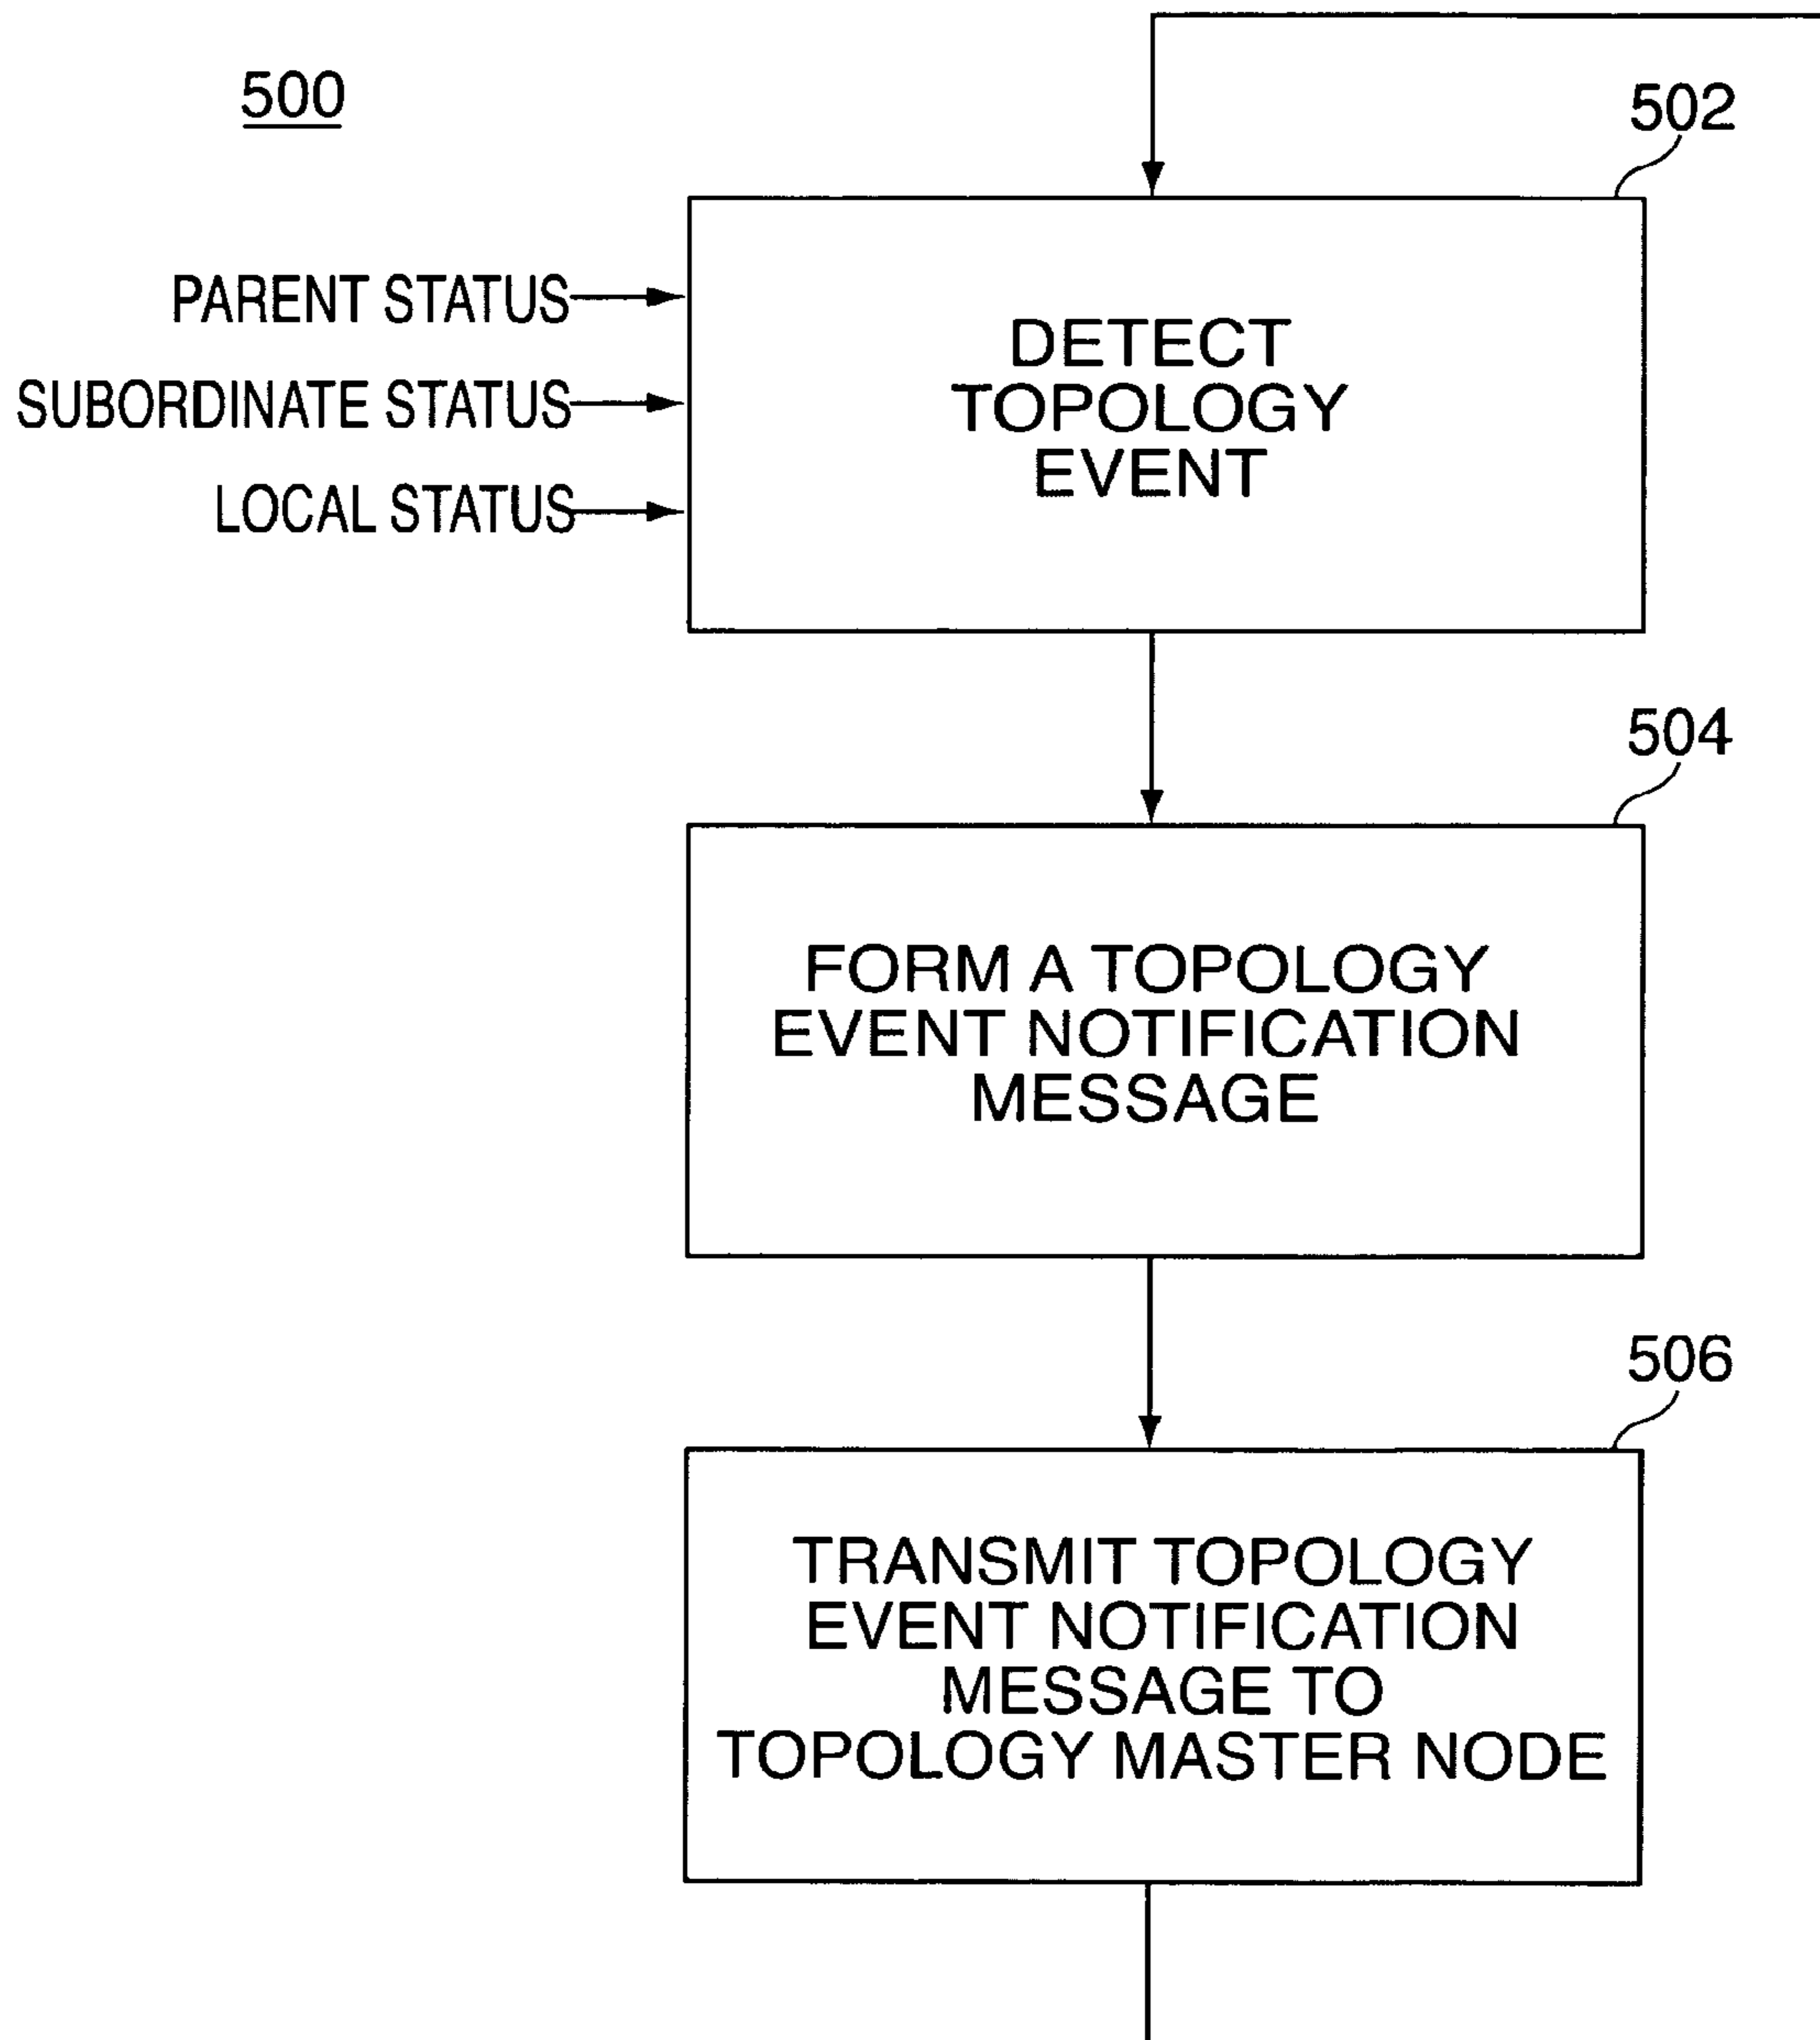 500
502
PARENT STATUS
SUBORDINATE STATUS
LOCAL STATUS
DETECT
TOPOLOGY
EVENT
504
FORM A TOPOLOGY
EVENT NOTIFICATION
MESSAGE
506
TRANSMIT TOPOLOGY
EVENT NOTIFICATION
MESSAGE TO
TOPOLOGY MASTER NODE